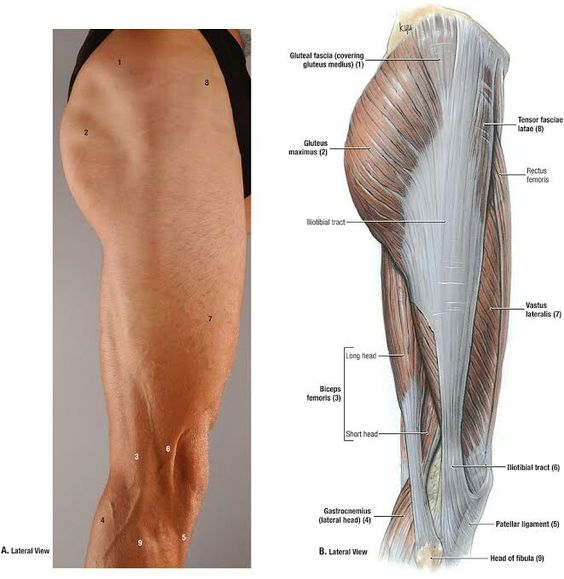 1
8
2
7
3
6
4
9
5
A. Lateral View
Gluteal fascia (covering
gluteus medius) (1)
Gluteus
maximus (2)
Iliotibial tract
Long head
Biceps
femoris (3)
Short head
Gastrocnemius
(lateral head) (4)
B. Lateral View
Tensor fasciae
latae (8)
Rectus
femoris
Vastus
lateralis (7)
Iliotibial tract (6)
Patellar ligament (5)
Head of fibula (9)